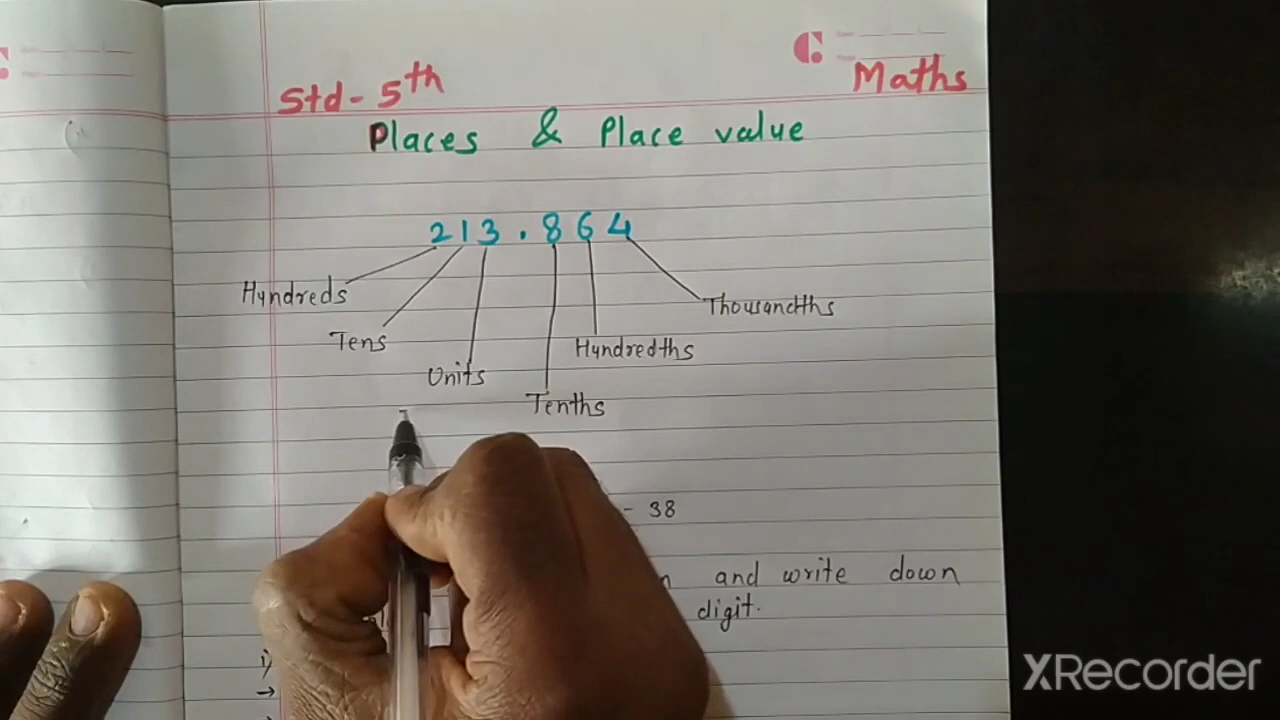 Std - 5th
Maths
Places & Place value
213.864
Hundreds
Thousandths
Tens
Hundredths
Units
Tenths
- 38
and write down
digit.
i)
→
XRecorder